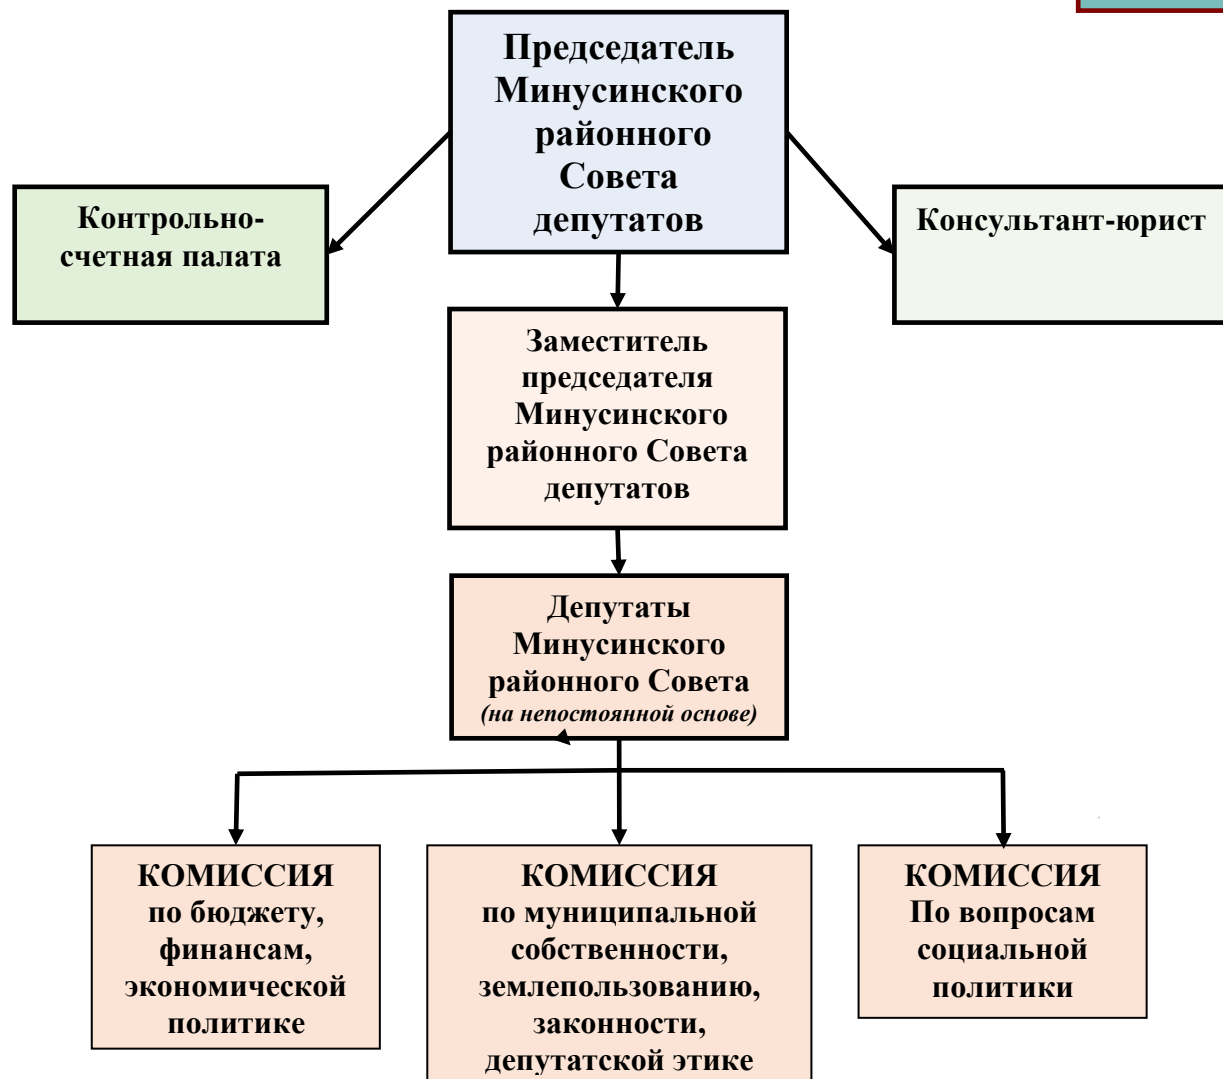 Председатель
Минусинского
районного
Совета
депутатов
Контрольно-
счетная палата
Консультант-юрист
Заместитель
председателя
Минусинского
районного Совета
депутатов
Депутаты
Минусинского
районного Совета
(на непостоянной основе)
КОМИССИЯ
по бюджету,
финансам,
экономической
политике
КОМИССИЯ
по муниципальной
собственности,
землепользованию,
законности,
депутатской этике
КОМИССИЯ
По вопросам
социальной
политики